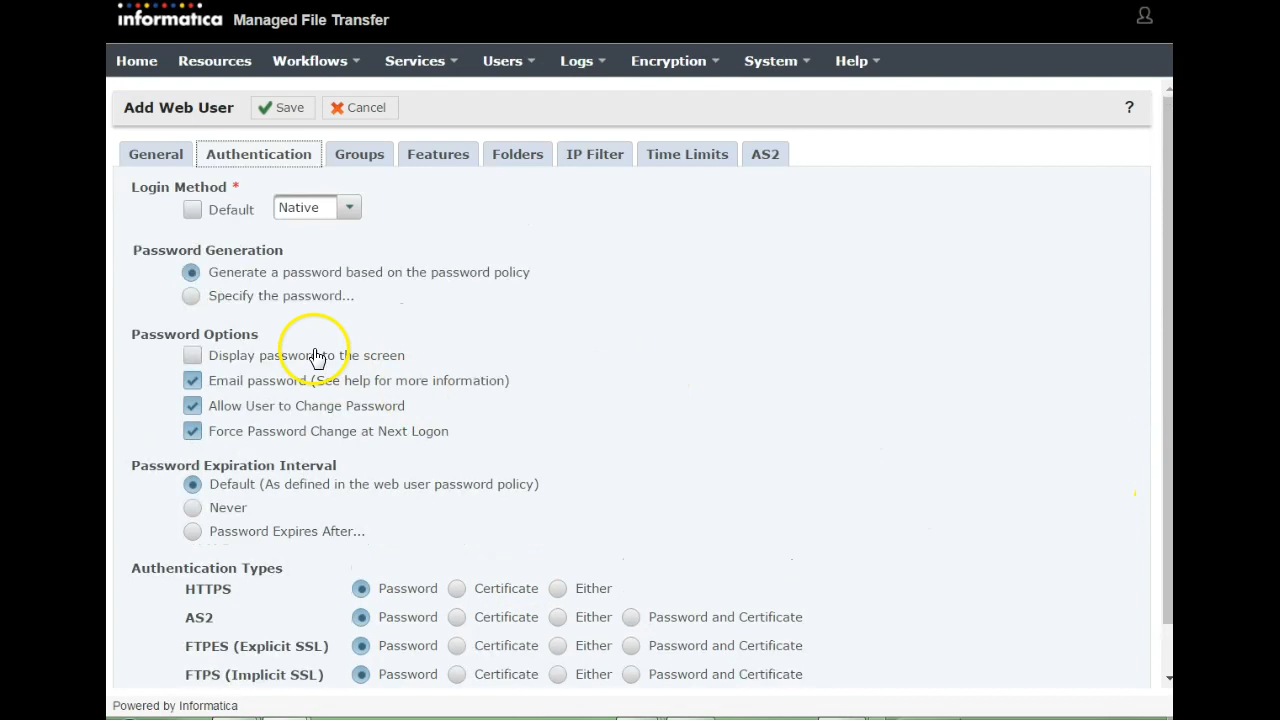 informatica Managed File Transfer
Home Resources Workflows Services Users Logs Encryption System Help
Add Web User Save Cancel ?
General Authentication Groups Features Folders IP Filter Time Limits AS2
Login Method *
Default Native
Password Generation
Generate a password based on the password policy
Specify the password...
Password Options
Display password to the screen
Email password (See help for more information)
Allow User to Change Password
Force Password Change at Next Logon
Password Expiration Interval
Default (As defined in the web user password policy)
Never
Password Expires After...
Authentication Types
HTTPS Password Certificate Either
AS2 Password Certificate Either Password and Certificate
FTPES (Explicit SSL) Password Certificate Either Password and Certificate
FTPS (Implicit SSL) Password Certificate Either Password and Certificate
Powered by Informatica